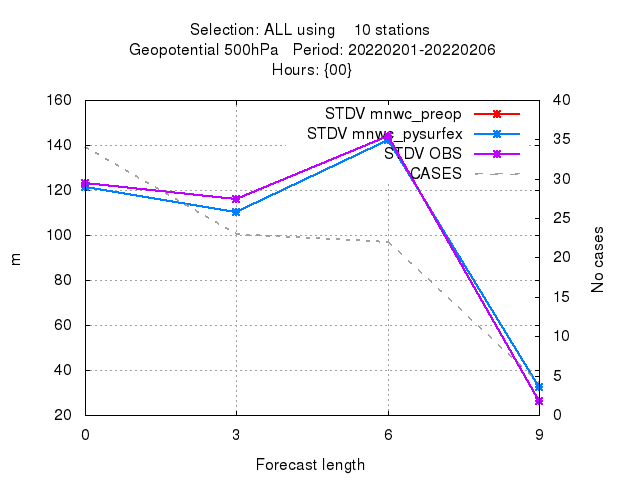 Selection: ALL using 10 stations
Geopotential 500hPa Period: 20220201-20220206
Hours: {00}
160
140
120
100
80
60
40
20
m
40
35
30
25
20
15
10
5
0
No cases
STDV mnwc_preop
STDV mnwc_pysurfex
STDV OBS
CASES
0 3 6 9
Forecast length